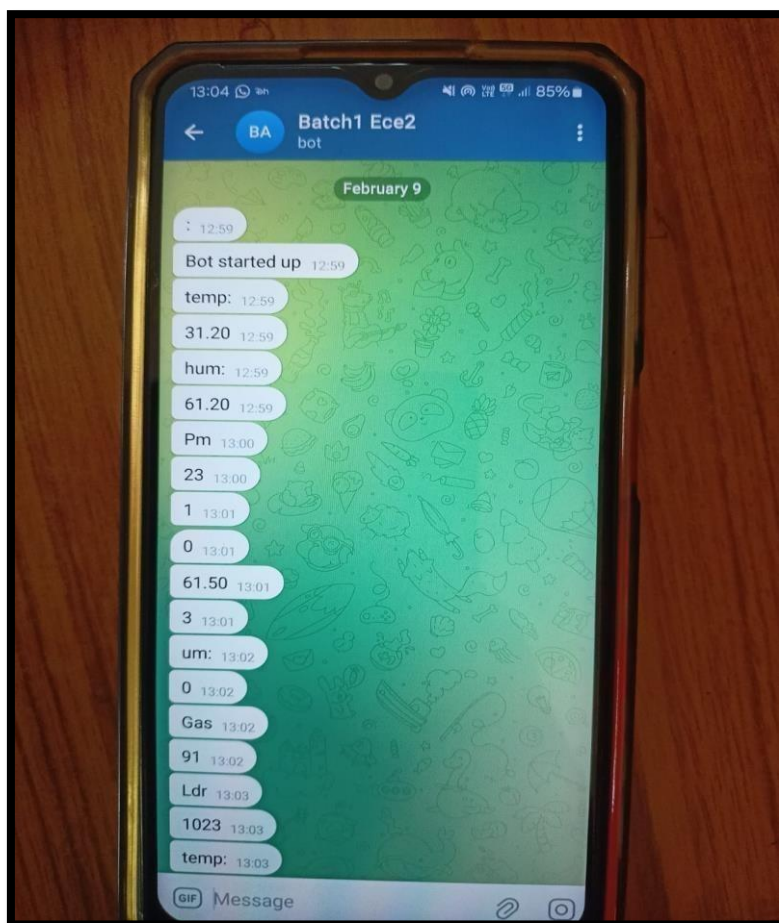 13:04 85%
BA Batch1 Ece2
bot
February 9
: 12:59
Bot started up 12:59
temp: 12:59
31.20 12:59
hum: 12:59
61.20 12:59
Pm 13:00
23 13:00
1 13:01
0 13:01
61.50 13:01
3 13:01
um: 13:02
0 13:02
Gas 13:02
91 13:02
Ldr 13:03
1023 13:03
temp: 13:03
GIF Message